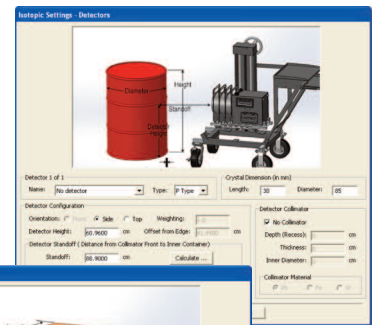 Isotopic Settings - Detectors
Diameter
Height
Standoff
Detector Height
Detector 1 of 1
Name: No detector Type: P Type
Crystal Dimension (in mm)
Length: 30 Diameter: 85
Detector Configuration
Orientation: Side Top Weighting:
Detector Height: 60.9600 cm Offset from Edge: cm
Detector Standoff (Distance from Collimator Front to Inner Container)
Standoff: 88.9000 cm Calculate ...
Detector Collimator
No Collimator
Depth (Recess): cm
Thickness: cm
Inner Diameter: cm
Collimator Material